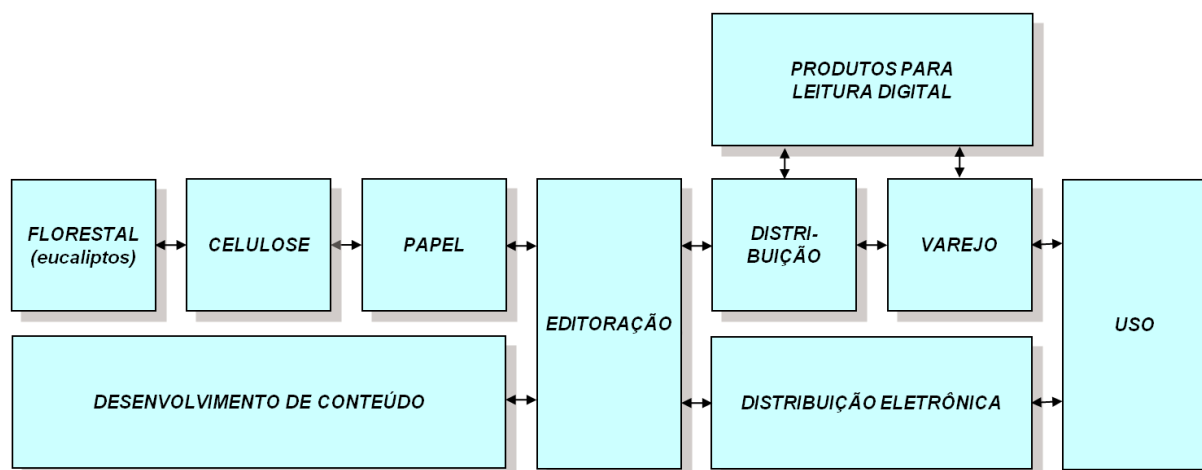 PRODUTOS PARA
LEITURA DIGITAL
FLORESTAL
(eucaliptos)
CELULOSE
PAPEL
EDITORAÇÃO
DISTRI-
BUIÇÃO
VAREJO
USO
DESENVOLVIMENTO DE CONTEÚDO
DISTRIBUIÇÃO ELETRÔNICA